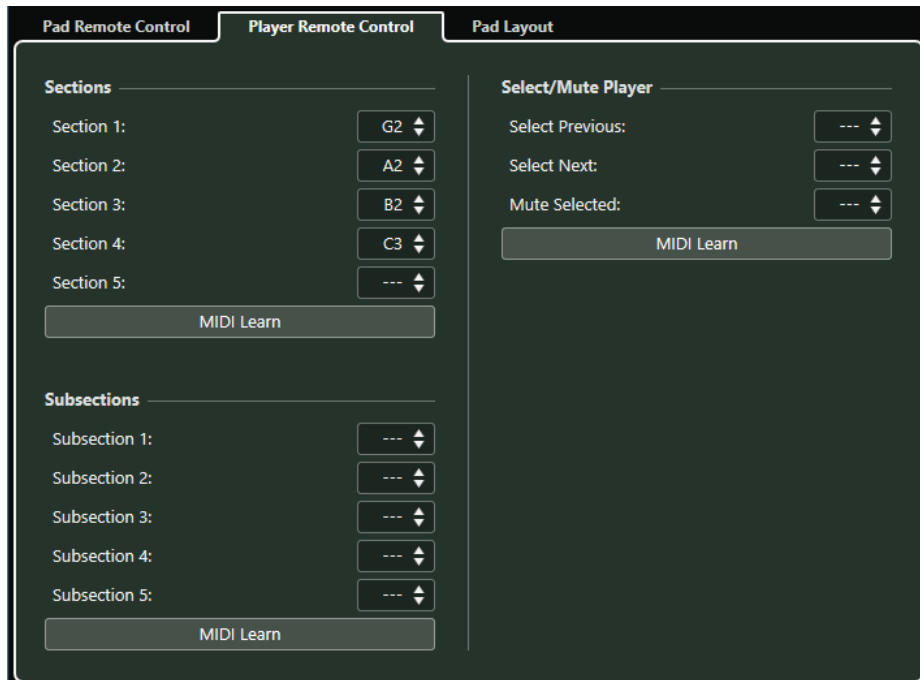 Pad Remote Control
Player Remote Control
Pad Layout
Sections
Section 1: G2
Section 2: A2
Section 3: B2
Section 4: C3
Section 5: ---
MIDI Learn
Subsections
Subsection 1: ---
Subsection 2: ---
Subsection 3: ---
Subsection 4: ---
Subsection 5: ---
MIDI Learn
Select/Mute Player
Select Previous: ---
Select Next: ---
Mute Selected: ---
MIDI Learn